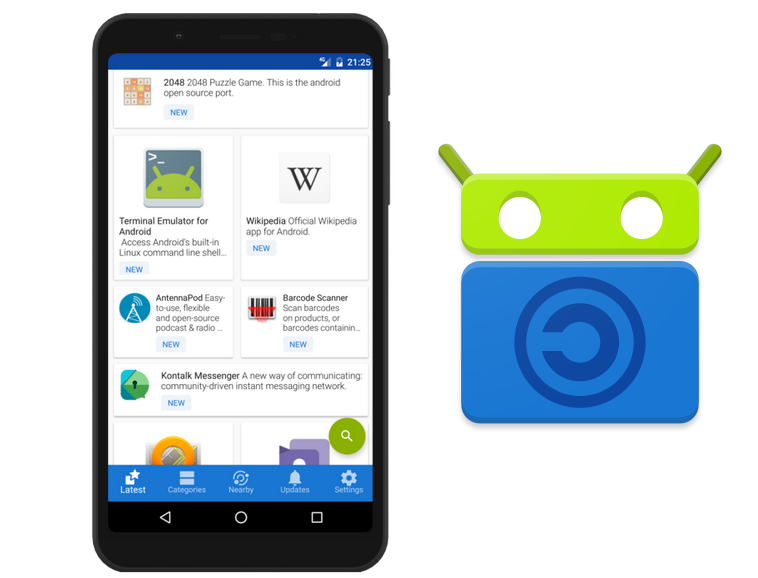 4G 21:25
2048 2048 Puzzle Game. This is the android
open source port.
NEW
>_
Terminal Emulator for
Android
Access Android's built-in
Linux command line shell...
NEW
W
Wikipedia Official Wikipedia
app for Android.
NEW
AntennaPod Easy-
to-use, flexible
and open-source
podcast & radio ...
NEW
Barcode Scanner
Scan barcodes
on products, or
barcodes containin...
NEW
Kontalk Messenger A new way of communicating:
community-driven instant messaging network.
NEW
Latest
Categories
Nearby
Updates
Settings